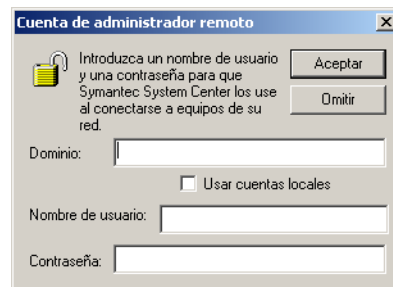 Cuenta de administrador remoto
Introduzca un nombre de usuario
y una contraseña para que
Symantec System Center los use
al conectarse a equipos de su
red.
Aceptar
Omitir
Dominio:
Usar cuentas locales
Nombre de usuario:
Contraseña: